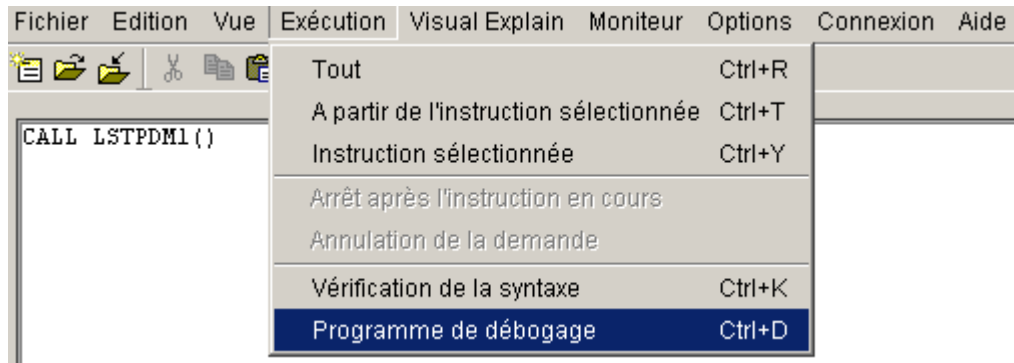 Fichier Edition Vue Exécution Visual Explain Moniteur Options Connexion Aide
Tout Ctrl+R
A partir de l'instruction sélectionnée Ctrl+T
CALL LSTPDM1()
Instruction sélectionnée Ctrl+Y
Arrêt après l'instruction en cours
Annulation de la demande
Vérification de la syntaxe Ctrl+K
Programme de débogage Ctrl+D